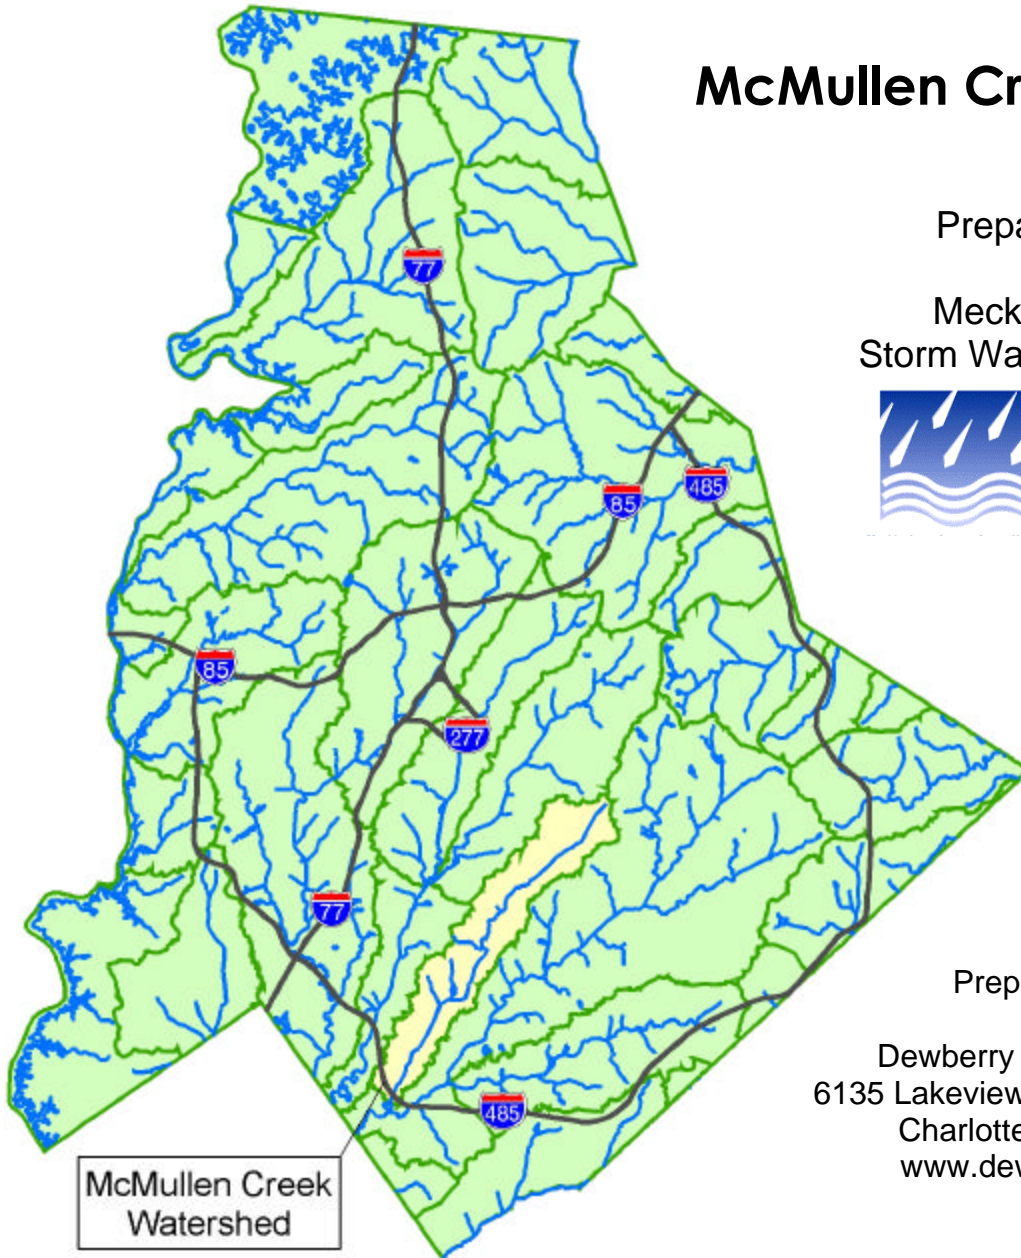 McMullen Cr
Prepa
Meck
Storm Wa
77
485
85
85
277
77
Prep
Dewberry
6135 Lakeview
Charlotte
www.dew
485
McMullen Creek
Watershed